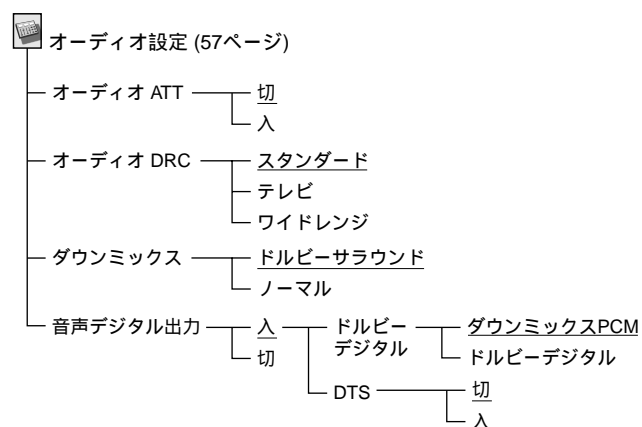 オーディオ設定 (57ページ)
オーディオ ATT
切
入
オーディオ DRC
スタンダード
テレビ
ワイドレンジ
ダウンミックス
ドルビーサラウンド
ノーマル
音声デジタル出力
入
切
ドルビー
デジタル
ダウンミックスPCM
ドルビーデジタル
DTS
切
入